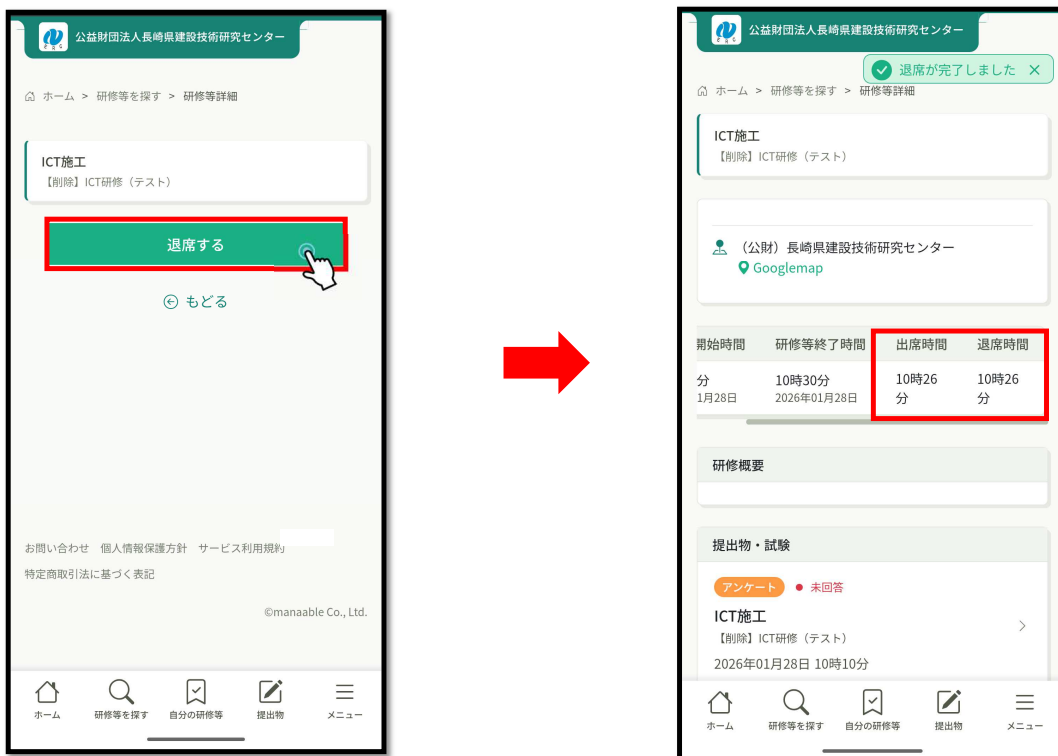 公益財団法人長崎県建設技術研究センター
ホーム > 研修等を探す > 研修等詳細
ICT施工
【削除】ICT研修（テスト）
退席する
もどる
お問い合わせ 個人情報保護方針 サービス利用規約
特定商取引法に基づく表記
©manaable Co., Ltd.
ホーム 研修等を探す 自分の研修等 提出物 メニュー
公益財団法人長崎県建設技術研究センター
退席が完了しました ×
ホーム > 研修等を探す > 研修等詳細
ICT施工
【削除】ICT研修（テスト）
（公財）長崎県建設技術研究センター
Googlemap
開始時間 研修等終了時間 出席時間 退席時間
分 10時30分 10時26 10時26
1月28日 2026年01月28日 分 分
研修概要
提出物・試験
アンケート ● 未回答
ICT施工
【削除】ICT研修（テスト）
2026年01月28日 10時10分
ホーム 研修等を探す 自分の研修等 提出物 メニュー